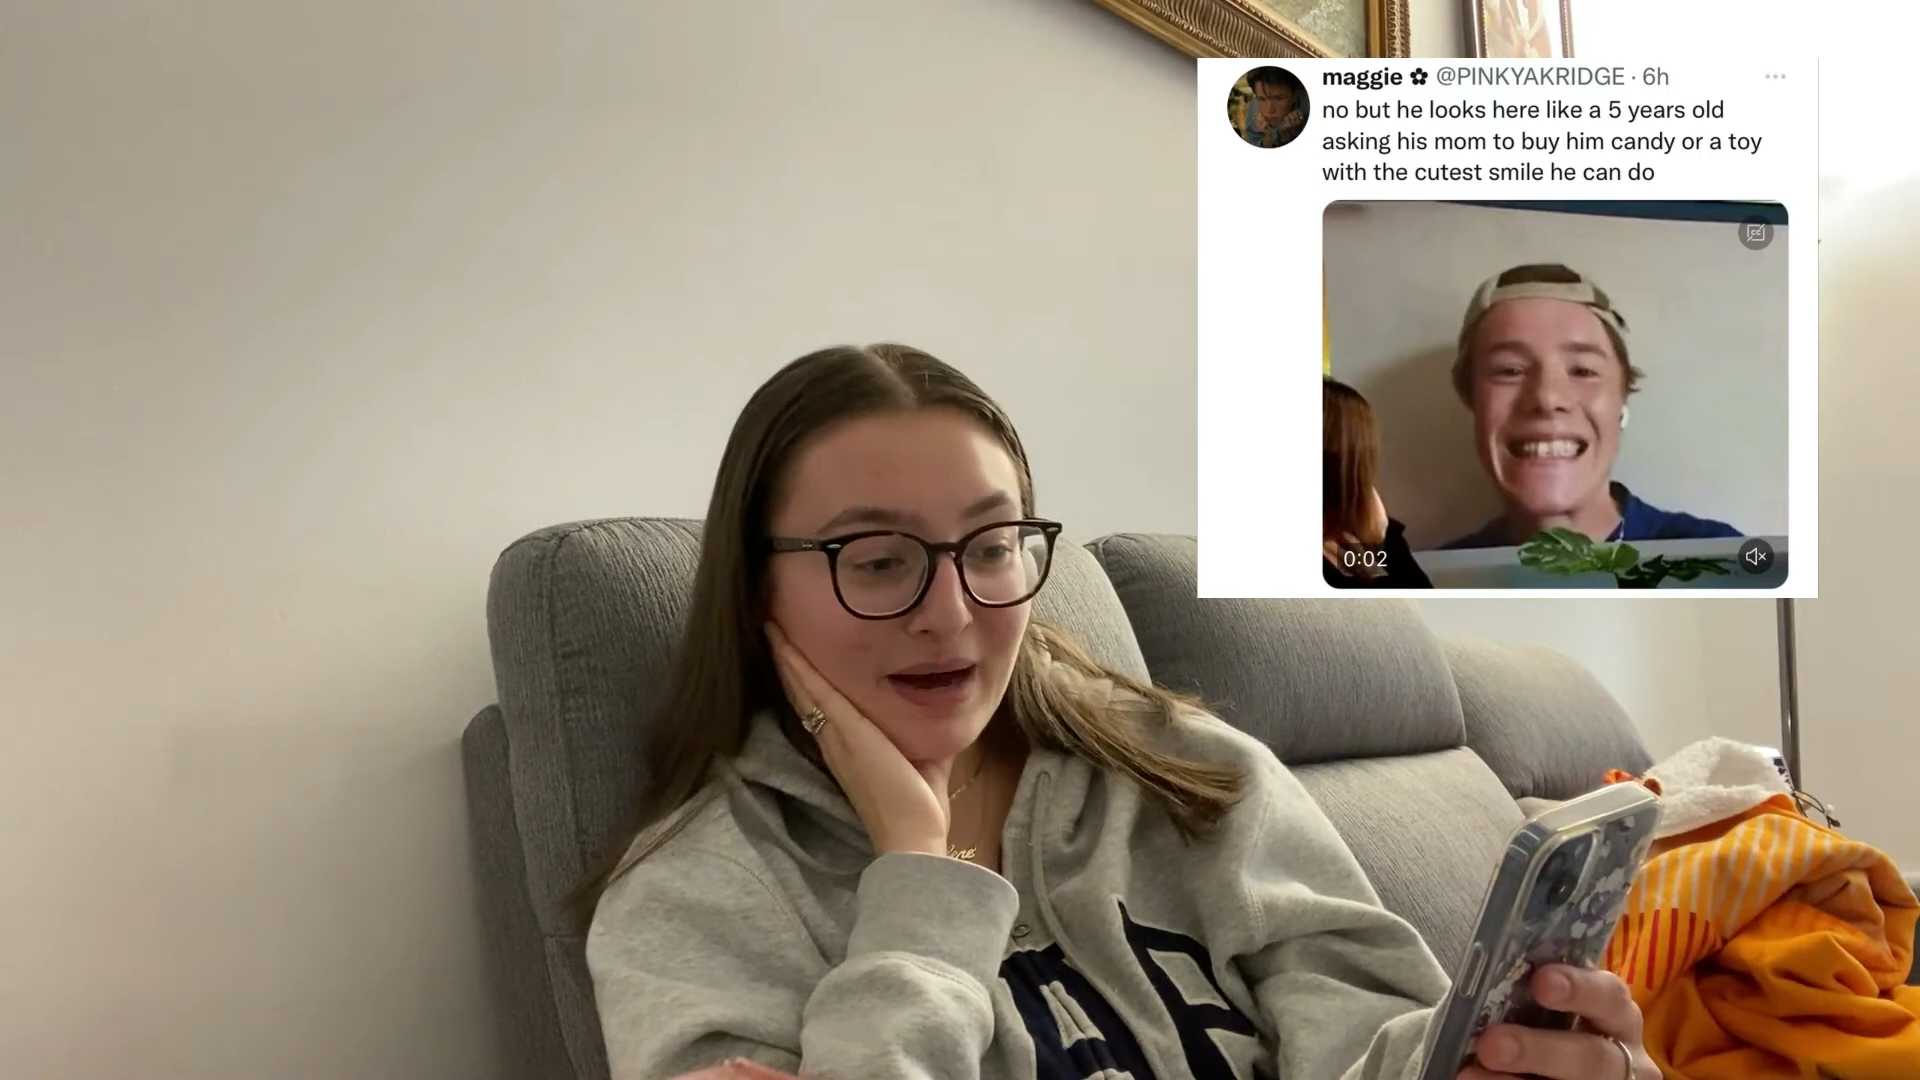 maggie ✿ @PINKYAKRIDGE · 6h
no but he looks here like a 5 years old
asking his mom to buy him candy or a toy
with the cutest smile he can do
CC
0:02